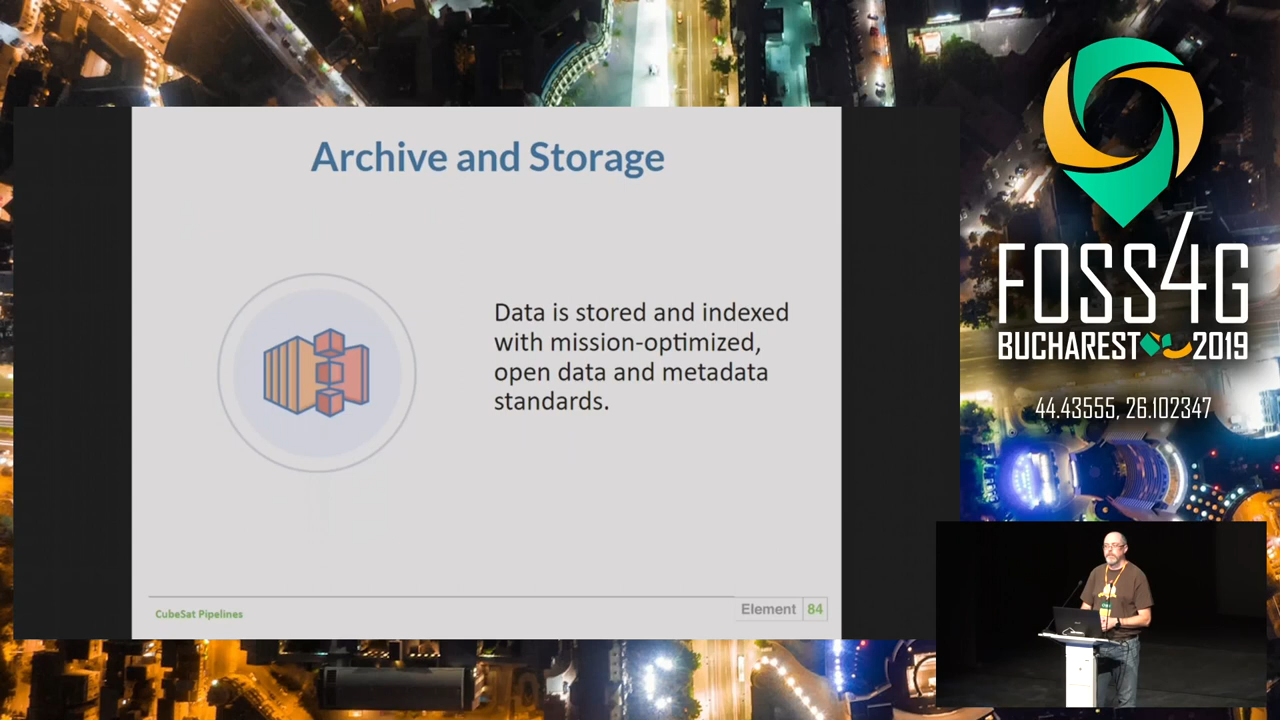 Archive and Storage
Data is stored and indexed
with mission-optimized,
open data and metadata
standards.
CubeSat Pipelines
Element 84
FOSS4G
BUCHAREST 2019
44.43555, 26.102347